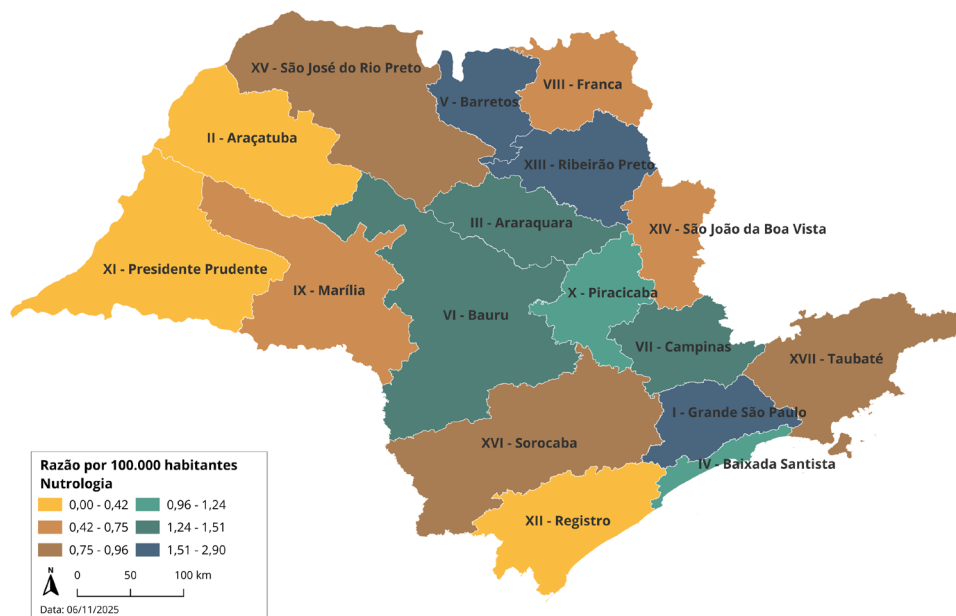 XV - São José do Rio Preto
VIII - Franca
V - Barretos
II - Araçatuba
XIII - Ribeirão Preto
III - Araraquara
XIV - São João da Boa Vista
XI - Presidente Prudente
IX - Marília
X - Piracicaba
VI - Bauru
VII - Campinas
XVII - Taubaté
I - Grande São Paulo
XVI - Sorocaba
IV - Baixada Santista
XII - Registro
Razão por 100.000 habitantes
Nutrologia
0,00 - 0,42
0,96 - 1,24
0,42 - 0,75
1,24 - 1,51
0,75 - 0,96
1,51 - 2,90
N
0 50 100 km
Data: 06/11/2025